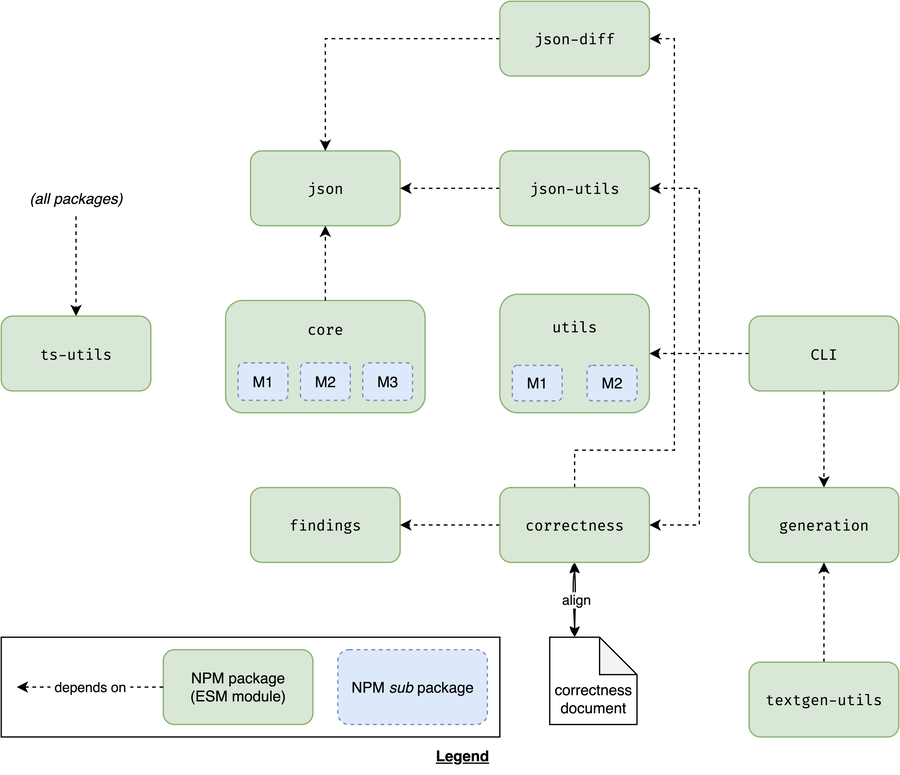 json-diff
json
json-utils
(all packages)
ts-utils
core
M1
M2
M3
utils
M1
M2
CLI
findings
correctness
generation
align
correctness
document
textgen-utils
depends on
NPM package
(ESM module)
NPM sub package
Legend